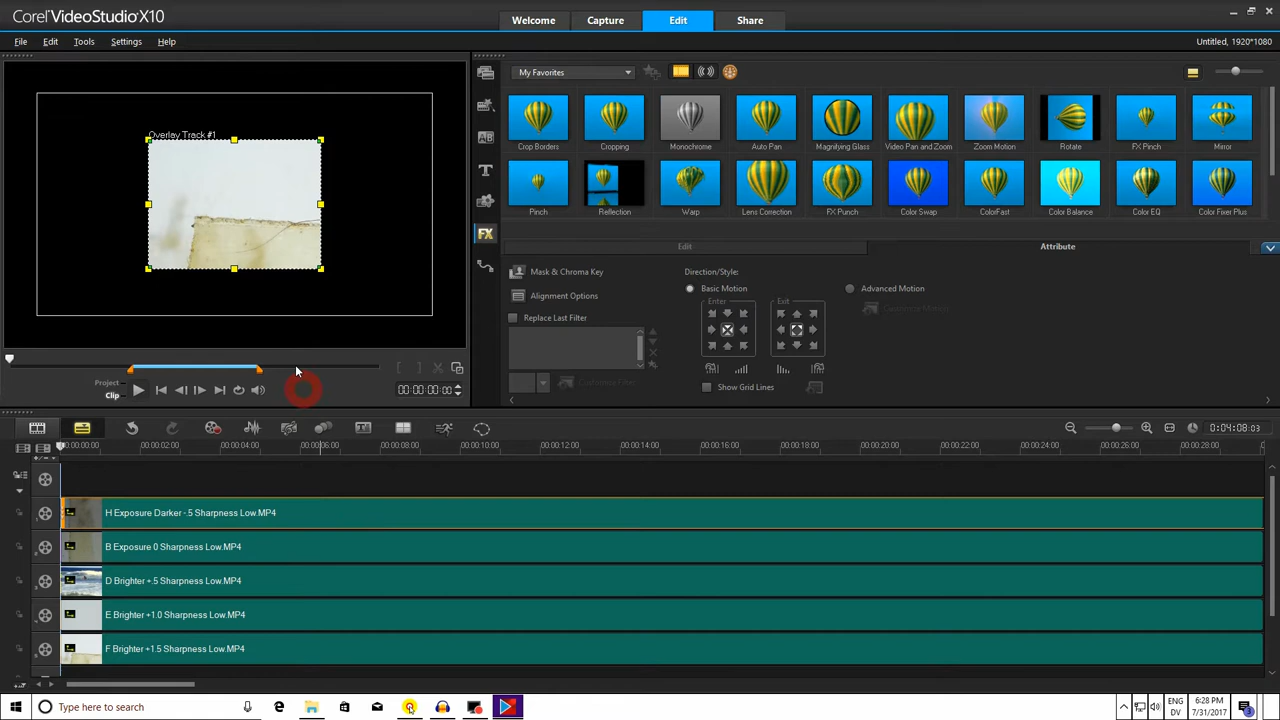 Corel VideoStudio X10
Welcome
Capture
Edit
Share
File
Edit
Tools
Settings
Help
Untitled, 1920*1080
Overlay Track #1
My Favorites
Crop Borders
Cropping
Monochrome
Auto Pan
Magnifying Glass
Video Pan and Zoom
Zoom Motion
Rotate
FX Pinch
Mirror
Pinch
Reflection
Warp
Lens Correction
FX Punch
Color Swap
ColorFast
Color Balance
Color EQ
Color Fixer Plus
Edit
Attribute
Mask & Chroma Key
Alignment Options
Replace Last Filter
Customize Filter
Direction/Style:
Basic Motion
Advanced Motion
Customize Motion
Enter
Exit
Show Grid Lines
Project
Clip
00:00:00:00
0:04:08:03
00:00:00:00
00:00:02:00
00:00:04:00
00:00:06:00
00:00:08:00
00:00:10:00
00:00:12:00
00:00:14:00
00:00:16:00
00:00:18:00
00:00:20:00
00:00:22:00
00:00:24:00
00:00:26:00
00:00:28:00
H Exposure Darker -.5 Sharpness Low.MP4
B Exposure 0 Sharpness Low.MP4
D Brighter +.5 Sharpness Low.MP4
E Brighter +1.0 Sharpness Low.MP4
F Brighter +1.5 Sharpness Low.MP4
Type here to search
ENG
DV
6:28 PM
7/31/2017
3